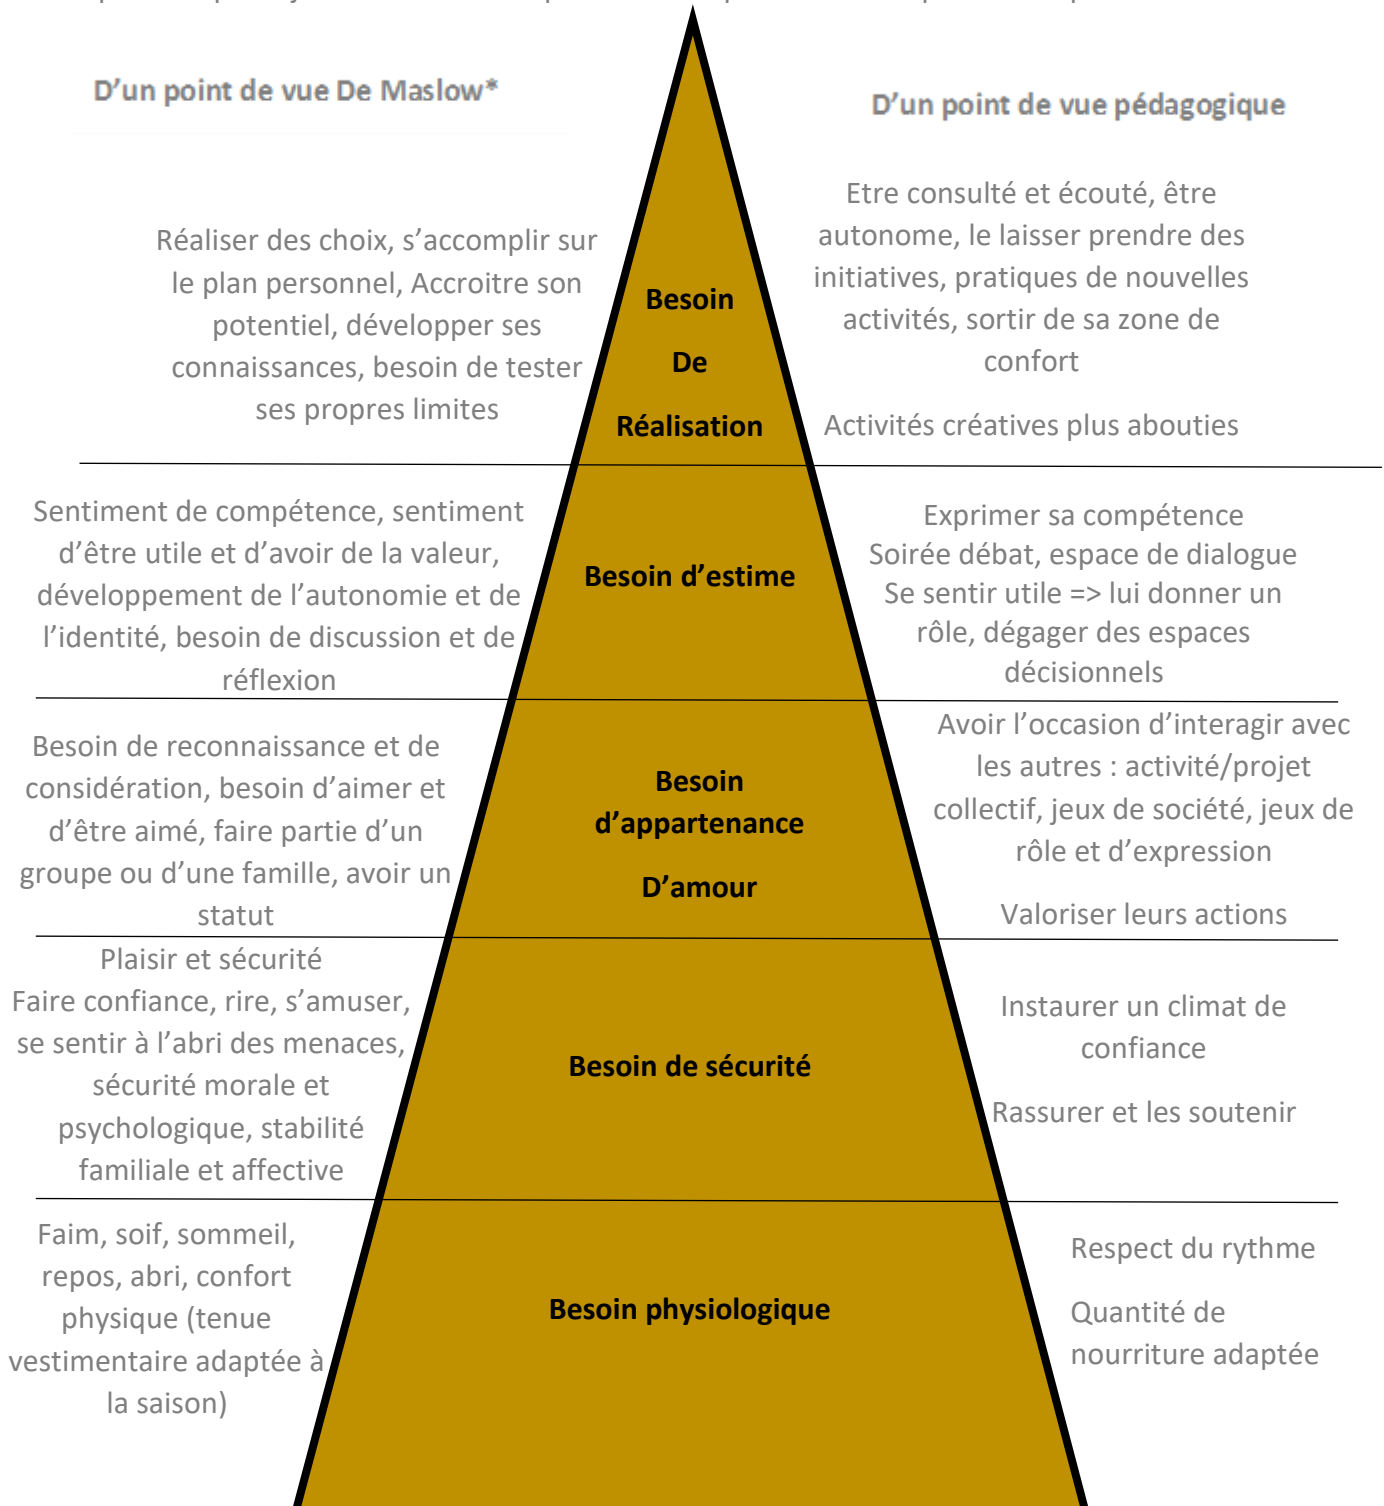 D'un point de vue De Maslow*
D'un point de vue pédagogique
Réaliser des choix, s'accomplir sur
le plan personnel, Accroitre son
potentiel, développer ses
connaissances, besoin de tester
ses propres limites
Besoin
De
Réalisation
Etre consulté et écouté, être
autonome, le laisser prendre des
initiatives, pratiques de nouvelles
activités, sortir de sa zone de
confort
Activités créatives plus abouties
Sentiment de compétence, sentiment
d'être utile et d'avoir de la valeur,
développement de l'autonomie et de
l'identité, besoin de discussion et de
réflexion
Besoin d'estime
Exprimer sa compétence
Soirée débat, espace de dialogue
Se sentir utile => lui donner un
rôle, dégager des espaces
décisionnels
Besoin de reconnaissance et de
considération, besoin d'aimer et
d'être aimé, faire partie d'un
groupe ou d'une famille, avoir un
statut
Besoin
d'appartenance
D'amour
Avoir l'occasion d'interagir avec
les autres : activité/projet
collectif, jeux de société, jeux de
rôle et d'expression
Valoriser leurs actions
Plaisir et sécurité
Faire confiance, rire, s'amuser,
se sentir à l'abri des menaces,
sécurité morale et
psychologique, stabilité
familiale et affective
Besoin de sécurité
Instaurer un climat de
confiance
Rassurer et les soutenir
Faim, soif, sommeil,
repos, abri, confort
physique (tenue
vestimentaire adaptée à
la saison)
Besoin physiologique
Respect du rythme
Quantité de
nourriture adaptée